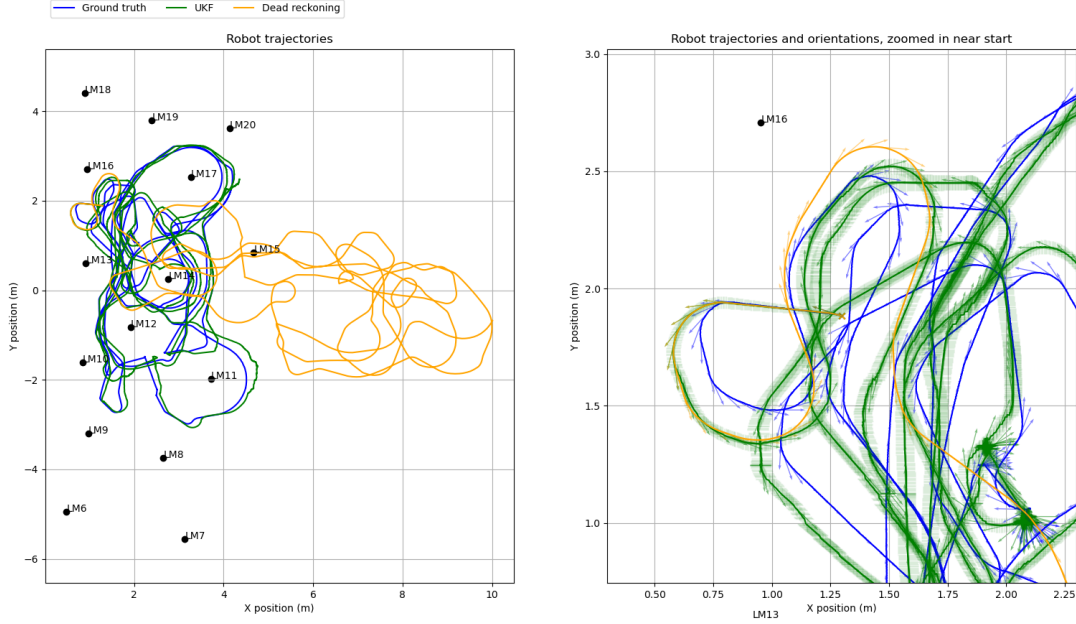 Ground truth UKF Dead reckoning
Robot trajectories
Robot trajectories and orientations, zoomed in near start
LM18
LM19
LM20
LM16
LM17
LM15
LM13
LM14
LM12
LM10
LM11
LM9
LM8
LM6
LM7
4
2
0
−2
−4
−6
Y position (m)
2 4 6 8 10
X position (m)
LM16
3.0
2.5
2.0
1.5
1.0
Y position (m)
0.50 0.75 1.00 1.25 1.50 1.75 2.00 2.25
X position (m)
LM13